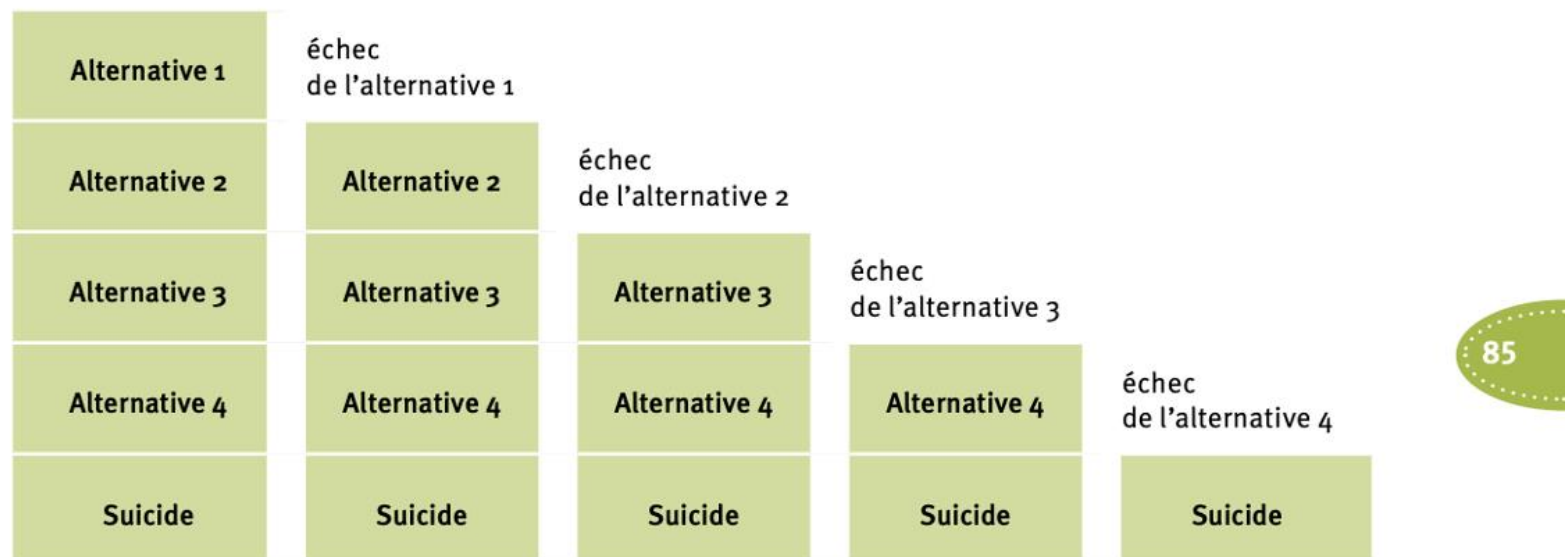 Alternative 1
échec
de l’alternative 1
Alternative 2
Alternative 2
échec
de l’alternative 2
Alternative 3
Alternative 3
Alternative 3
échec
de l’alternative 3
85
Alternative 4
Alternative 4
Alternative 4
Alternative 4
échec
de l’alternative 4
Suicide
Suicide
Suicide
Suicide
Suicide